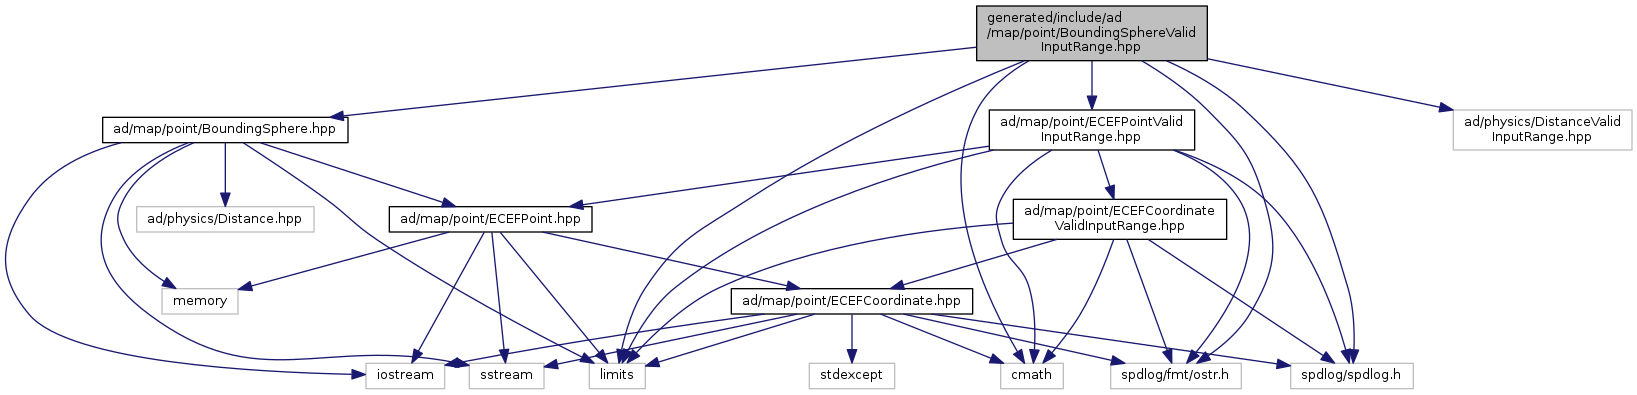 generated/include/ad
/map/point/BoundingSphereValid
InputRange.hpp
ad/map/point/BoundingSphere.hpp
ad/map/point/ECEFPointValid
InputRange.hpp
ad/physics/DistanceValid
InputRange.hpp
ad/physics/Distance.hpp
ad/map/point/ECEFPoint.hpp
ad/map/point/ECEFCoordinate
ValidInputRange.hpp
memory
ad/map/point/ECEFCoordinate.hpp
iostream
sstream
limits
stdexcept
cmath
spdlog/fmt/ostr.h
spdlog/spdlog.h